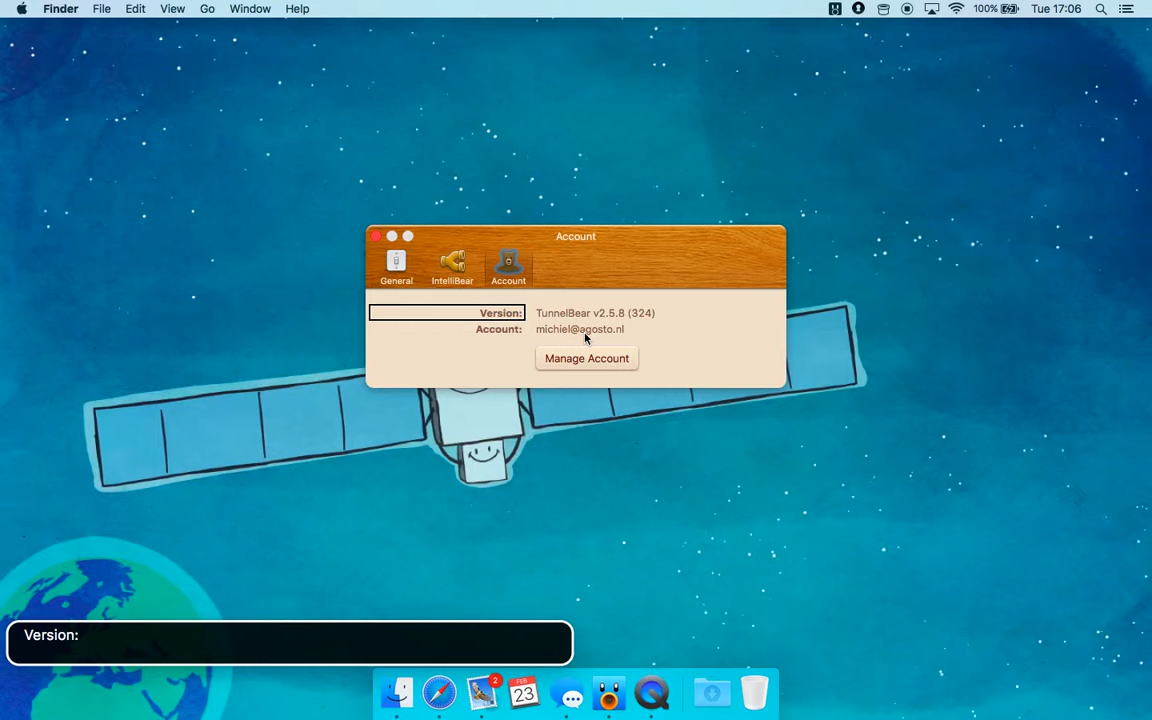 Finder File Edit View Go Window Help 100% Tue 17:06
Account
General IntelliBear Account
Version: TunnelBear v2.5.8 (324)
Account: michiel@agosto.nl
Manage Account
Version:
2
FEB
23